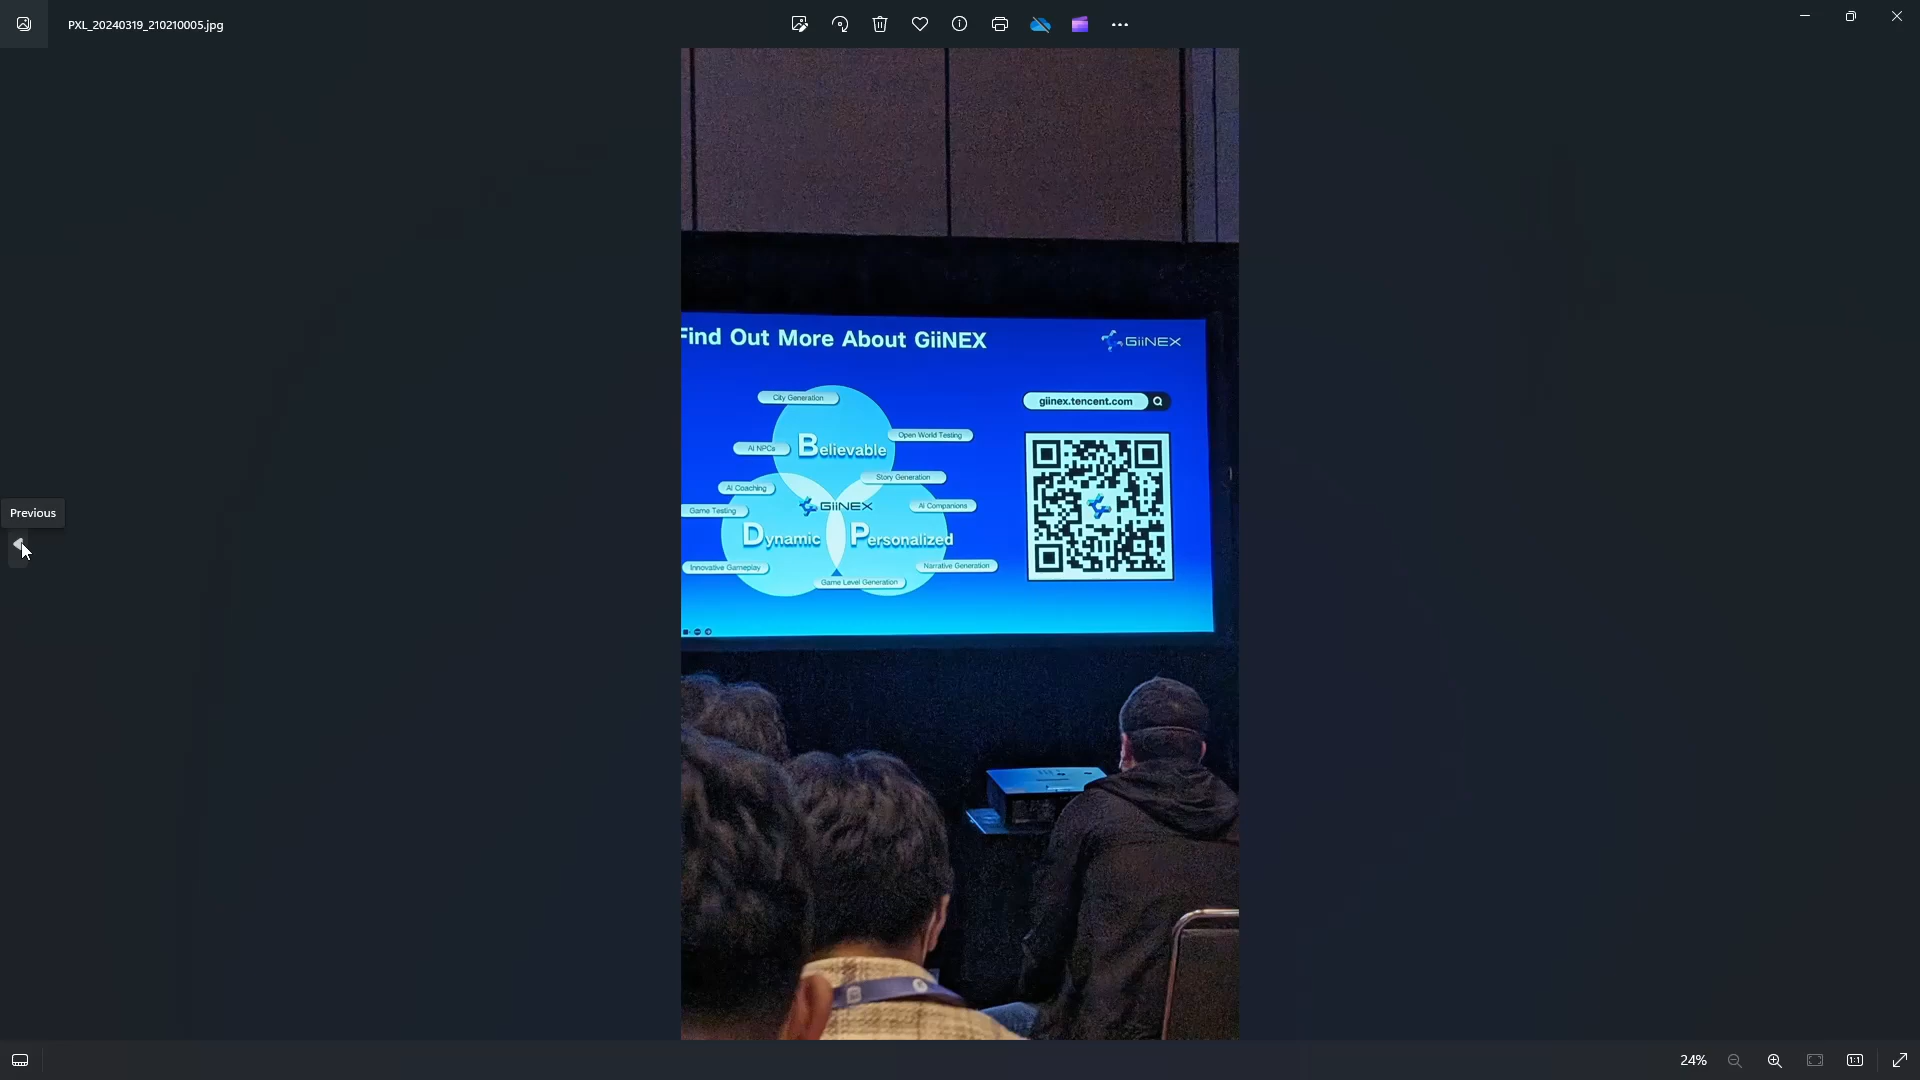 PXL_20240319_210210005.jpg
Find Out More About GiiNEX
GiiNEX
City Generation
giinex.tencent.com
Open World Testing
AI NPCs
Believable
Story Generation
AI Coaching
GiiNEX
AI Companions
Game Testing
Previous
Dynamic
Personalized
Innovative Gameplay
Narrative Generation
Game Level Generation
24%
1:1